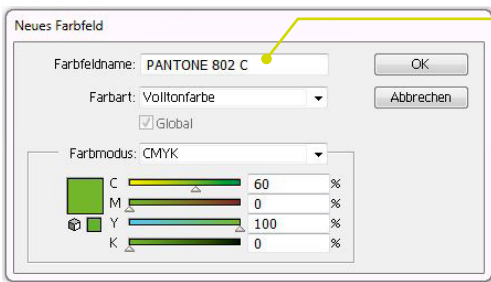 Neues Farbfeld
Farbfeldname: PANTONE 802 C
OK
Farbart: Volltonfarbe
Abbrechen
Global
Farbmodus: CMYK
C 60 %
M 0 %
Y 100 %
K 0 %